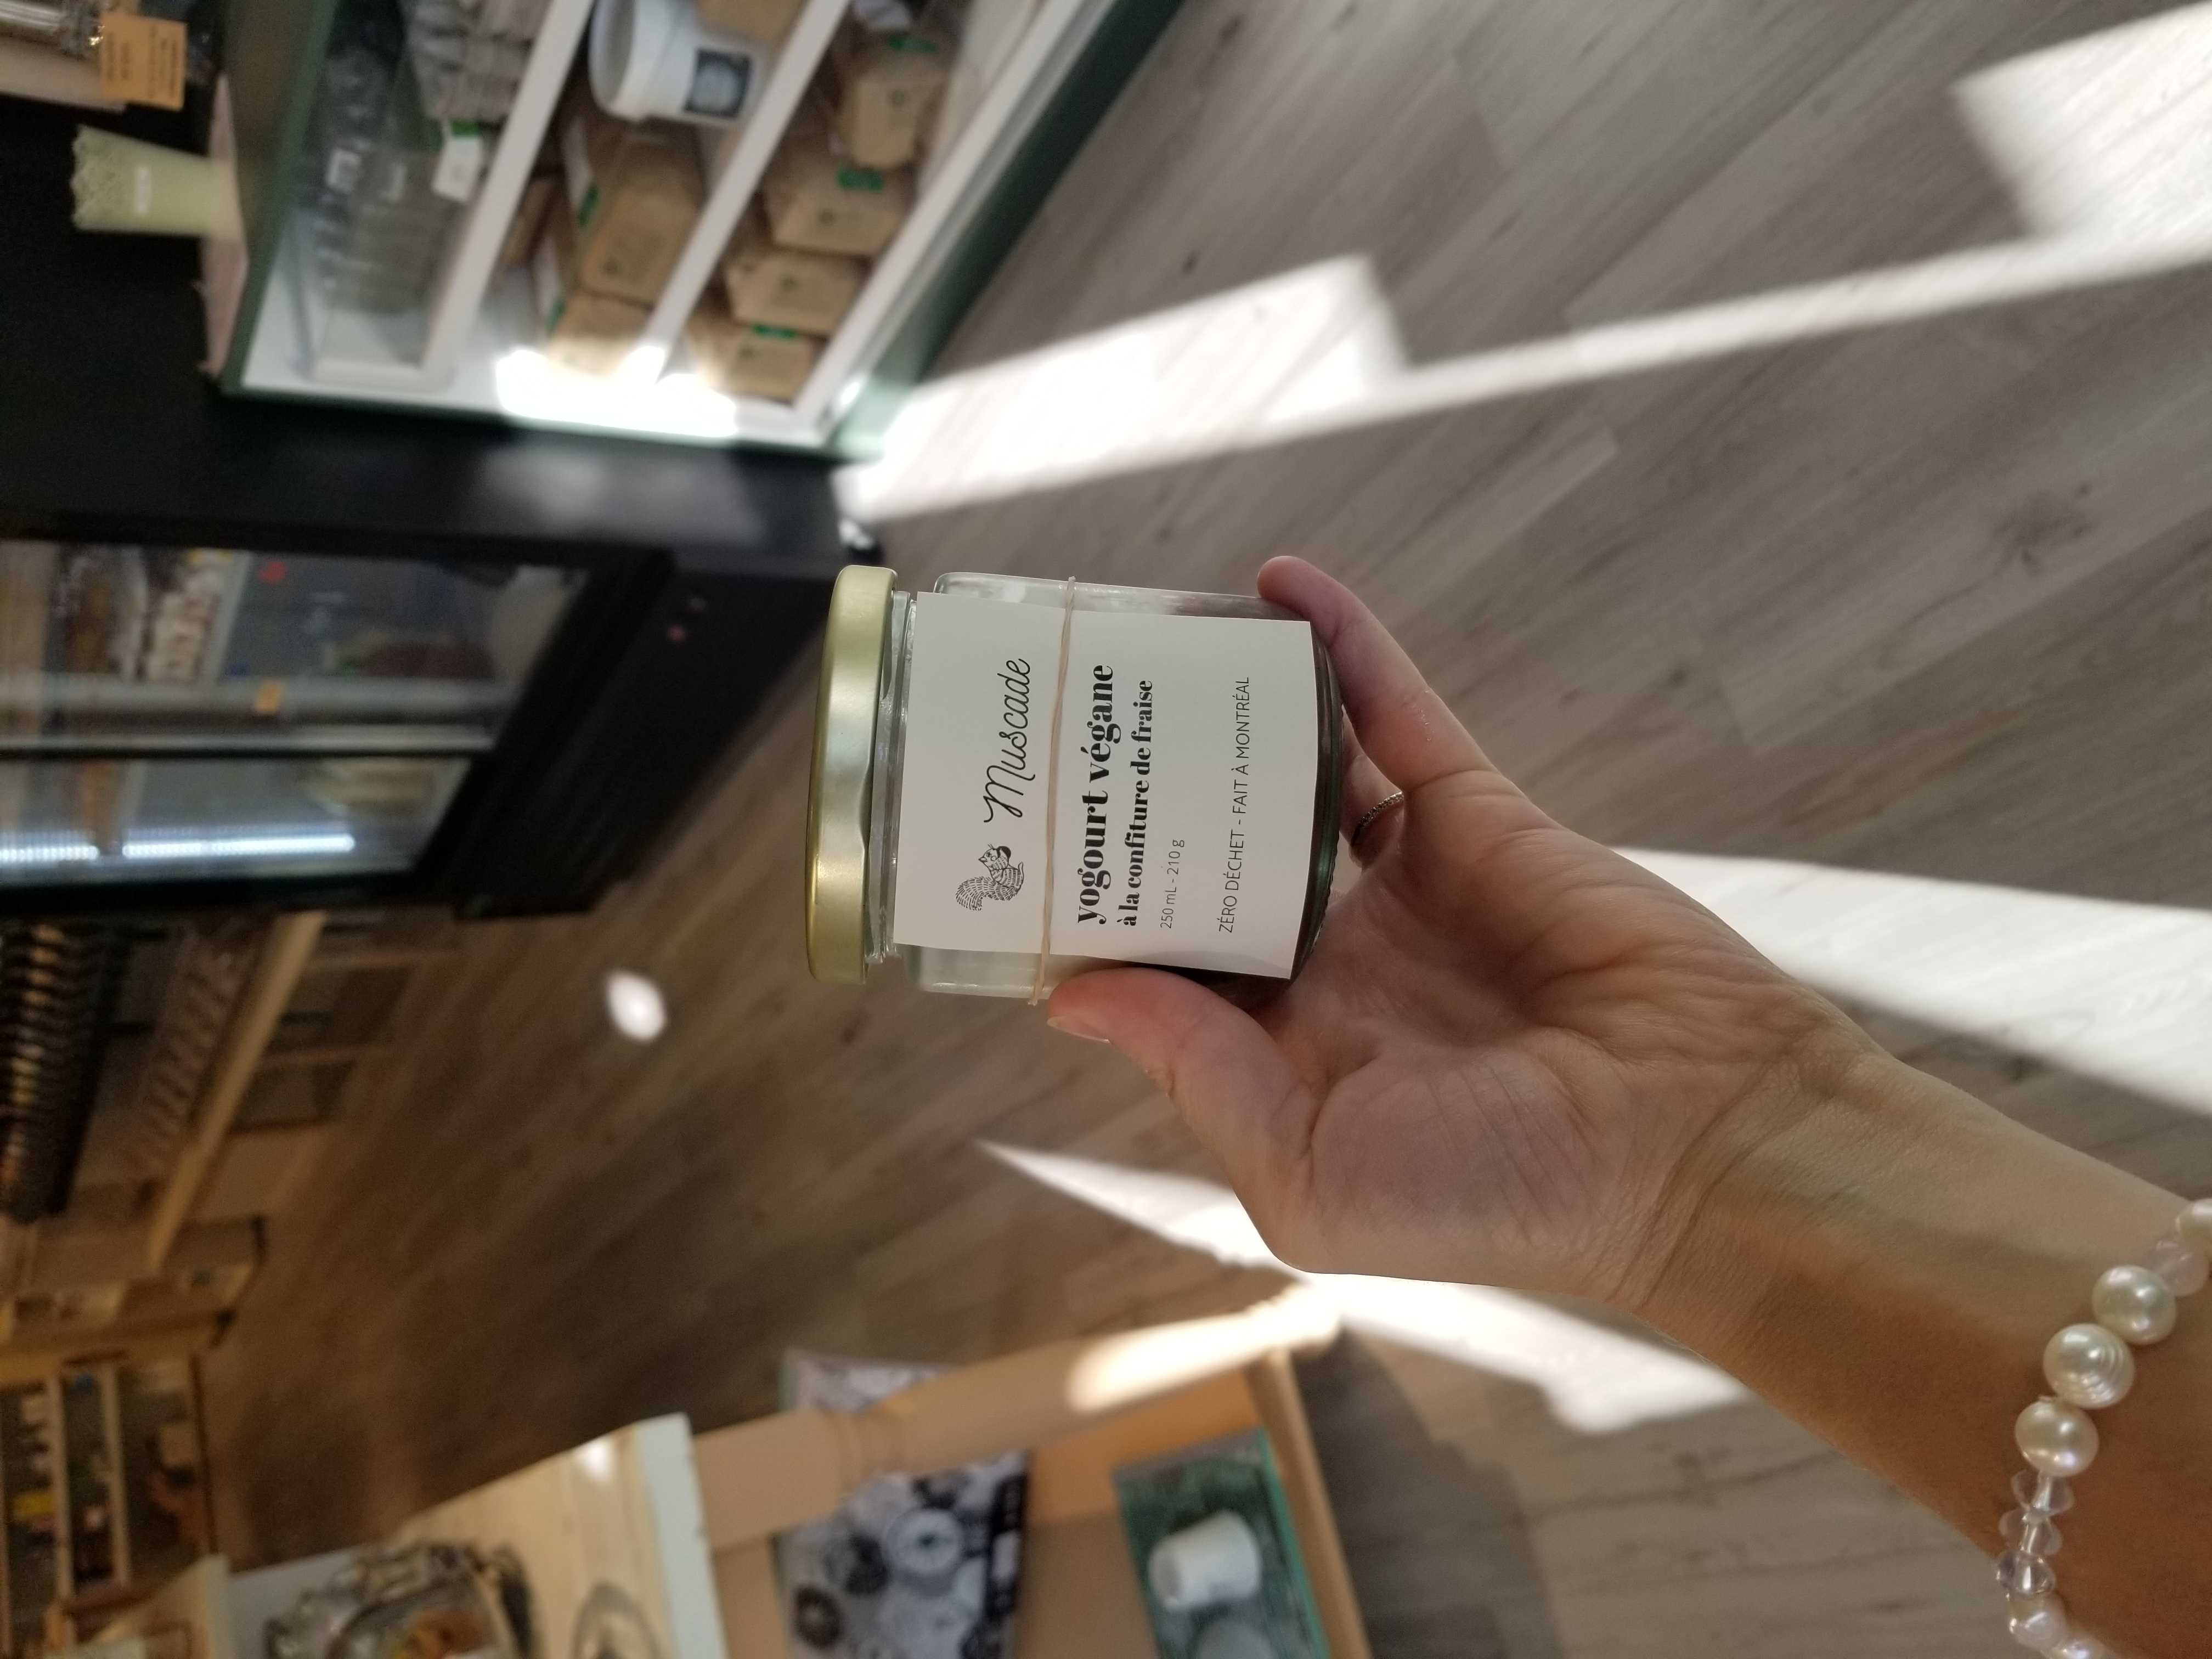 Muscade
yogourt végane
à la confiture de fraise
250 mL - 210 g
ZÉRO DÉCHET - FAIT À MONTRÉAL